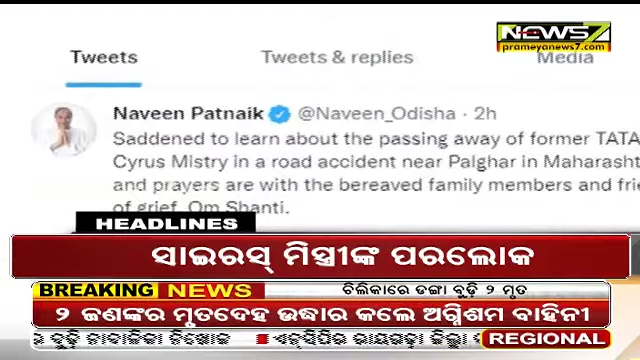 NEWS7
prameyanews7.com
Tweets Tweets & replies Media
Naveen Patnaik @Naveen_Odisha · 2h
Saddened to learn about the passing away of former TATA
Cyrus Mistry in a road accident near Palghar in Maharasht
and prayers are with the bereaved family members and frie
of grief. Om Shanti.
HEADLINES
ସାଇରସ୍ ମିସ୍ତ୍ରୀଙ୍କ ପରଲୋକ
BREAKING NEWS ଚିଲିକାରେ ଡଙ୍ଗା ବୁଡ଼ି ୨ ମୃତ
୨ ଜଣଙ୍କର ମୃତଦେହ ଉଦ୍ଧାର କଲେ ଅଗ୍ନିଶମ ବାହିନୀ
REGIONAL